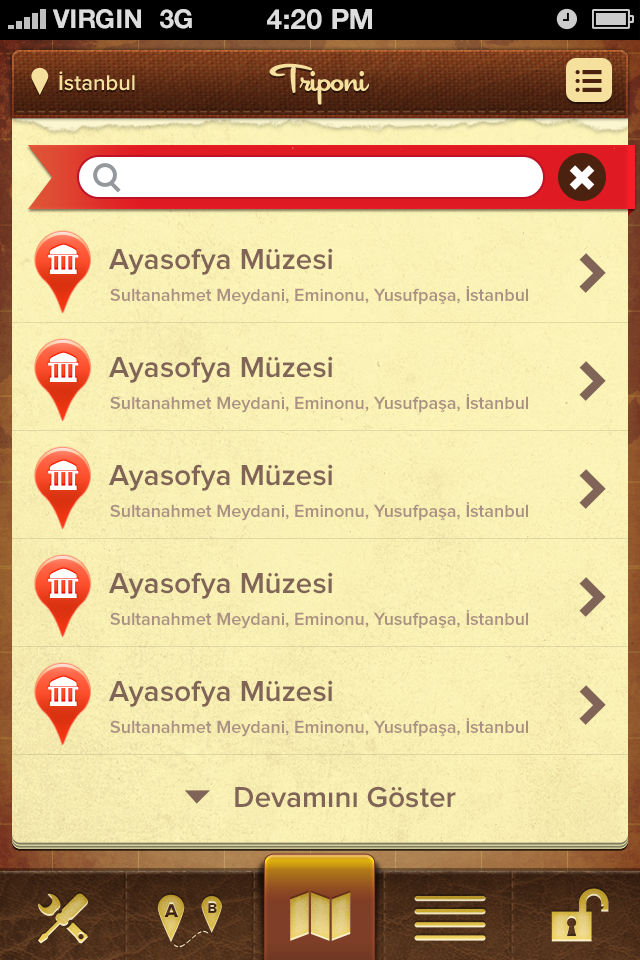 VIRGIN 3G 4:20 PM
İstanbul Triponi
Ayasofya Müzesi
Sultanahmet Meydani, Eminonu, Yusufpaşa, İstanbul
Ayasofya Müzesi
Sultanahmet Meydani, Eminonu, Yusufpaşa, İstanbul
Ayasofya Müzesi
Sultanahmet Meydani, Eminonu, Yusufpaşa, İstanbul
Ayasofya Müzesi
Sultanahmet Meydani, Eminonu, Yusufpaşa, İstanbul
Ayasofya Müzesi
Sultanahmet Meydani, Eminonu, Yusufpaşa, İstanbul
Devamını Göster
A B